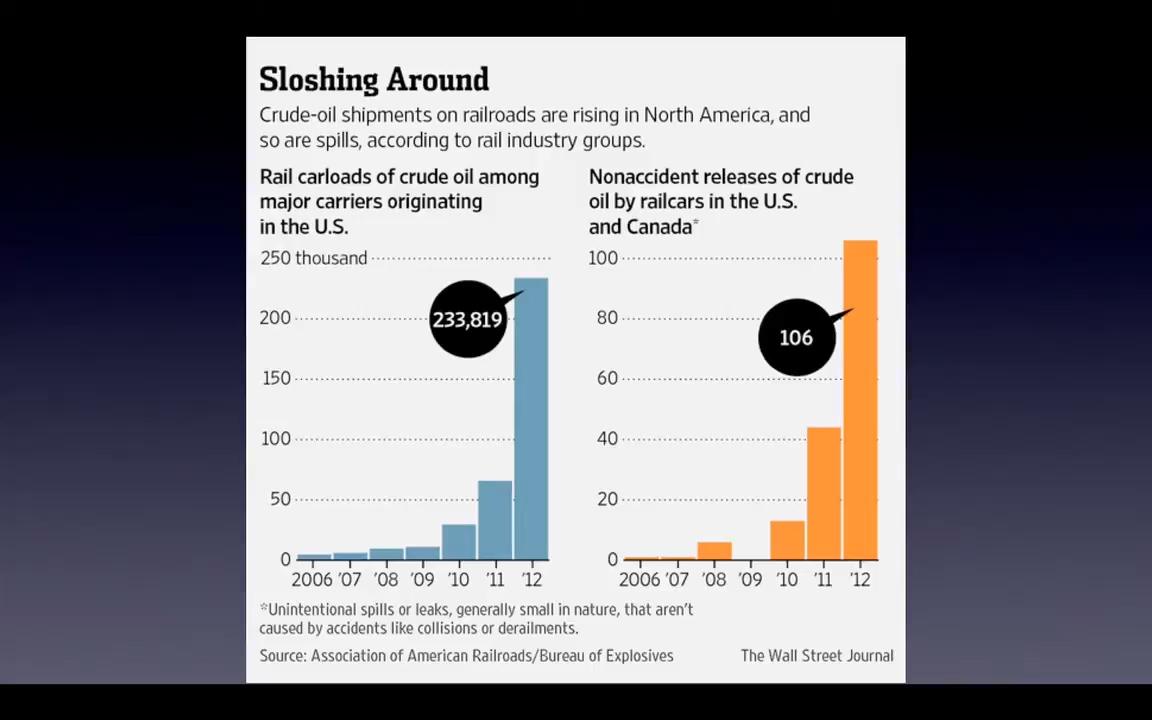 Sloshing Around
Crude-oil shipments on railroads are rising in North America, and
so are spills, according to rail industry groups.
Rail carloads of crude oil among
major carriers originating
in the U.S.
250 thousand
200
150
100
50
0
233,819
2006 '07 '08 '09 '10 '11 '12
Nonaccident releases of crude
oil by railcars in the U.S.
and Canada*
100
80
60
40
20
0
106
2006 '07 '08 '09 '10 '11 '12
*Unintentional spills or leaks, generally small in nature, that aren't
caused by accidents like collisions or derailments.
Source: Association of American Railroads/Bureau of Explosives
The Wall Street Journal